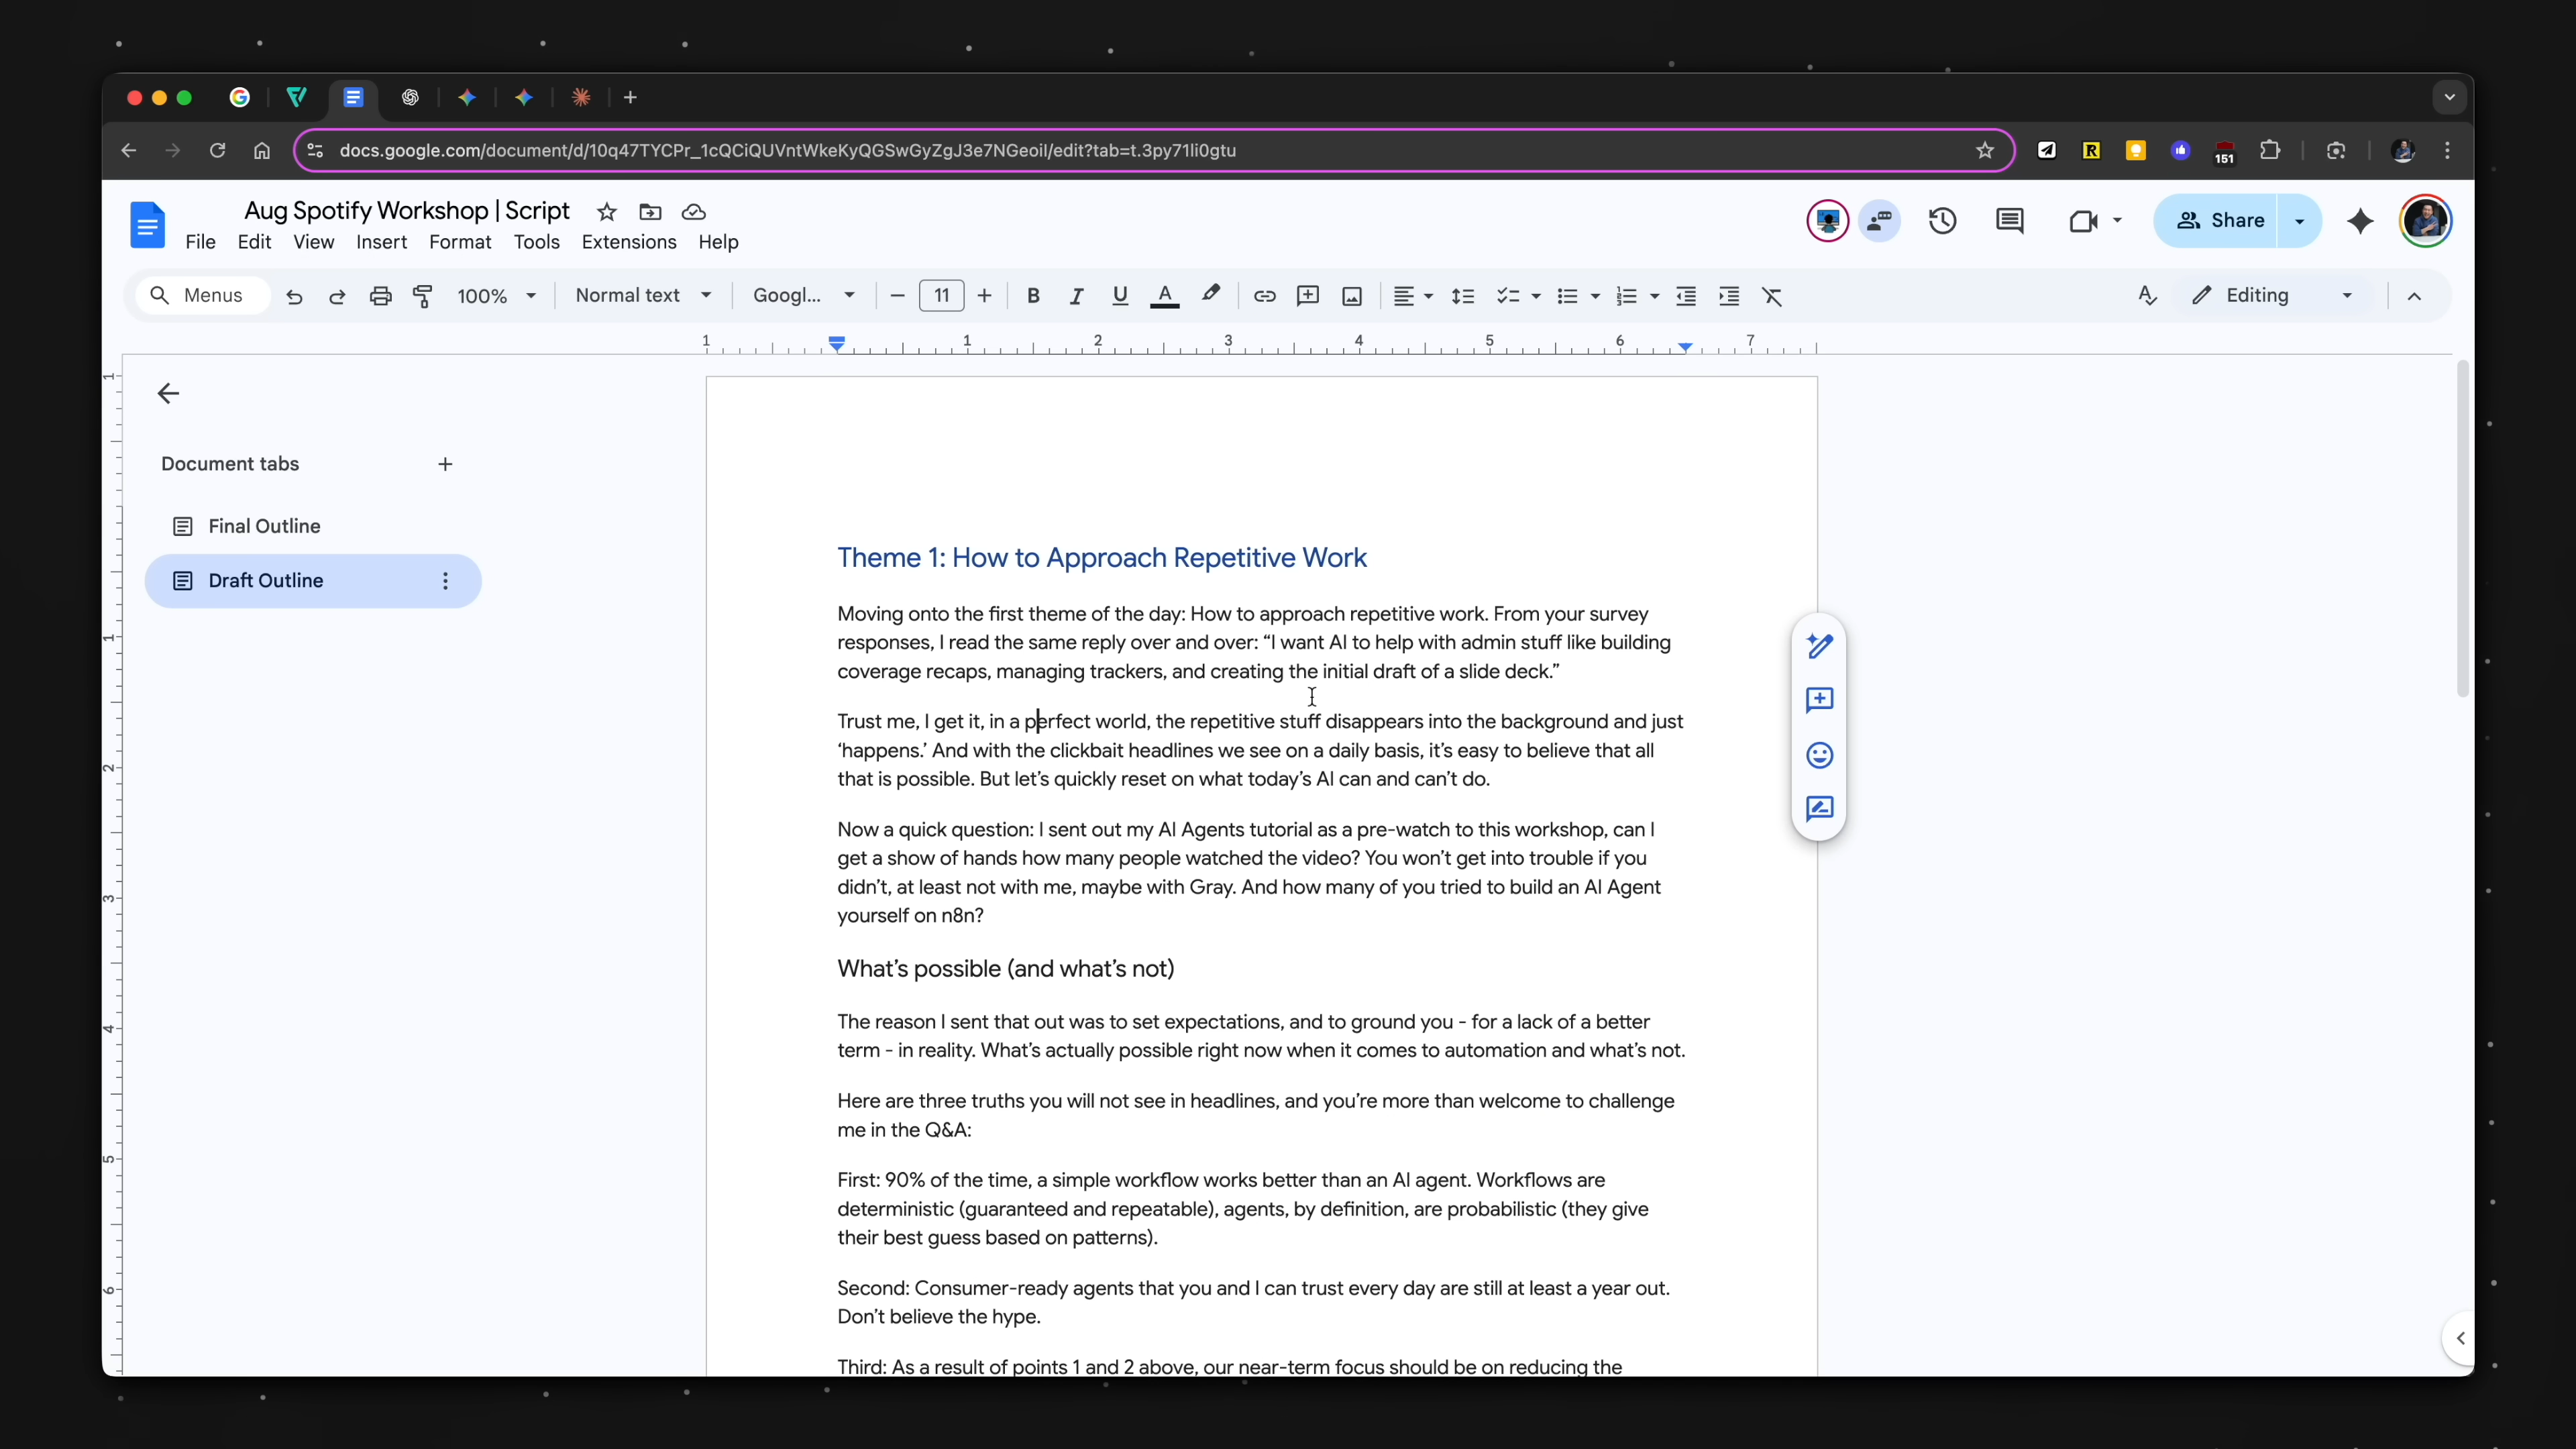 docs.google.com/document/d/10q47TYCPr_1cQCiQUVntWkeKyQGSwGyZgJ3e7NGeoil/edit?tab=t.3py71li0gtu
151
Aug Spotify Workshop | Script
File Edit View Insert Format Tools Extensions Help
Share
Menus 100% Normal text Googl... 11 Editing
1 1 2 3 4 5 6 7
Document tabs
Final Outline
Draft Outline
1
1
2
3
4
5
6
Theme 1: How to Approach Repetitive Work
Moving onto the first theme of the day: How to approach repetitive work. From your survey
responses, I read the same reply over and over: “I want AI to help with admin stuff like building
coverage recaps, managing trackers, and creating the initial draft of a slide deck.”
Trust me, I get it, in a perfect world, the repetitive stuff disappears into the background and just
‘happens.’ And with the clickbait headlines we see on a daily basis, it’s easy to believe that all
that is possible. But let’s quickly reset on what today’s AI can and can’t do.
Now a quick question: I sent out my AI Agents tutorial as a pre-watch to this workshop, can I
get a show of hands how many people watched the video? You won’t get into trouble if you
didn’t, at least not with me, maybe with Gray. And how many of you tried to build an AI Agent
yourself on n8n?
What’s possible (and what’s not)
The reason I sent that out was to set expectations, and to ground you - for a lack of a better
term - in reality. What’s actually possible right now when it comes to automation and what’s not.
Here are three truths you will not see in headlines, and you’re more than welcome to challenge
me in the Q&A:
First: 90% of the time, a simple workflow works better than an AI agent. Workflows are
deterministic (guaranteed and repeatable), agents, by definition, are probabilistic (they give
their best guess based on patterns).
Second: Consumer-ready agents that you and I can trust every day are still at least a year out.
Don’t believe the hype.
Third: As a result of points 1 and 2 above, our near-term focus should be on reducing the